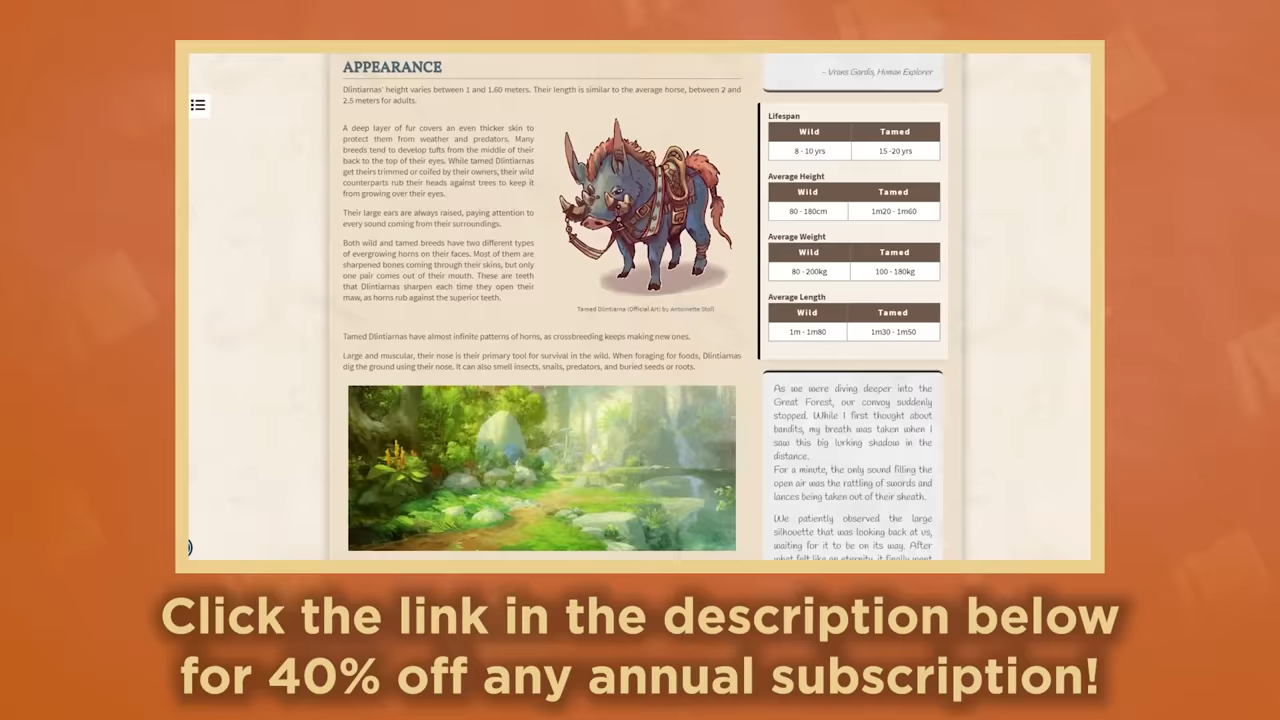 APPEARANCE
Dlintiarnas' height varies between 1 and 1.60 meters. Their length is similar to the average horse, between 2 and
2.5 meters for adults.
A deep layer of fur covers an even thicker skin to
protect them from weather and predators. Many
breeds tend to develop tufts from the middle of their
back to the top of their eyes. While tamed Dlintiarnas
get theirs trimmed or coifed by their owners, their wild
counterparts rub their heads against trees to keep it
from growing over their eyes.
Their large ears are always raised, paying attention to
every sound coming from their surroundings.
Both wild and tamed breeds have two different types
of evergrowing horns on their faces. Most of them are
sharpened bones coming through their skins, but only
one pair comes out of their mouth. These are teeth
that Dlintiarnas sharpen each time they open their
maw, as horns rub against the superior teeth.
Tamed Dlintiarna (Official Art) by Antoinette Stoll
Tamed Dlintiarnas have almost infinite patterns of horns, as crossbreeding keeps making new ones.
Large and muscular, their nose is their primary tool for survival in the wild. When foraging for foods, Dlintiarnas
dig the ground using their nose. It can also smell insects, snails, predators, and buried seeds or roots.
– Vrans Gardis, Human Explorer
Lifespan
Wild Tamed
8 - 10 yrs 15 -20 yrs
Average Height
Wild Tamed
80 - 180cm 1m20 - 1m60
Average Weight
Wild Tamed
80 - 200kg 100 - 180kg
Average Length
Wild Tamed
1m - 1m80 1m30 - 1m50
As we were diving deeper into the
Great Forest, our convoy suddenly
stopped. While I first thought about
bandits, my breath was taken when I
saw this big lurking shadow in the
distance.
For a minute, the only sound filling the
open air was the rattling of swords and
lances being taken out of their sheath.
We patiently observed the large
silhouette that was looking back at us,
waiting for it to be on its way. After
what felt like an eternity, it finally went
Click the link in the description below
for 40% off any annual subscription!